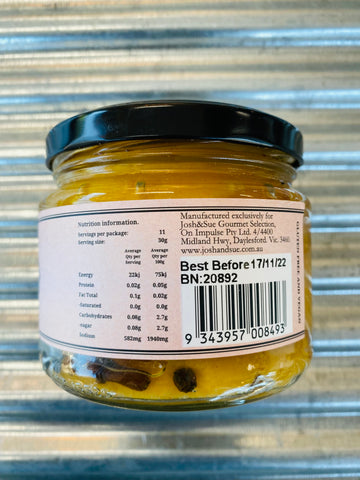 Nutrition information.
Servings per package: 11
Serving size: 30g
Average Qty per Serving Average Qty per 100g
Energy 22kj 75kj
Protein 0.02g 0.05g
Fat Total 0.1g 0.02g
Saturated 0.0g 0.0g
Carbohydrates 0.08g 2.7g
-sugar 0.08g 2.7g
Sodium 582mg 1940mg
Manufactured exclusively for
Josh&Sue Gourmet Selection,
On Impulse Pty Ltd. 4/4400
Midland Hwy, Daylesford. Vic. 3460
www.joshandsue.com.au
Best Before 17/11/22
BN:20892
9 343957 008493
GLUTEN FREE AND VEGAN